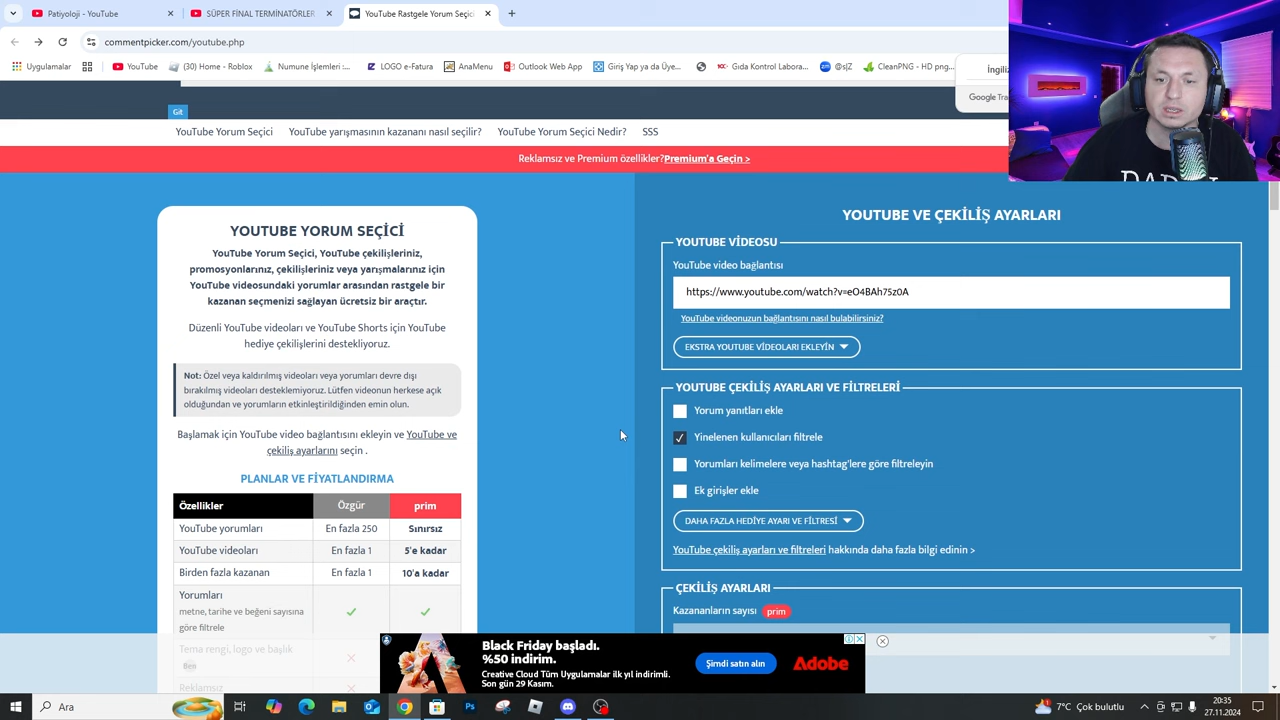 Patiyoloji - YouTube
SÜPER FİNAL TERMİNATÖRLER
YouTube Rastgele Yorum Seçici
commentpicker.com/youtube.php
Uygulamalar
YouTube
(30) Home - Roblox
Numune İşlemleri :...
LOGO e-Fatura
AnaMenu
Outlook Web App
Giriş Yap ya da Üye...
Gıda Kontrol Labora...
@s|Z
CleanPNG - HD png...
İngiliz
Google Tra
Git
YouTube Yorum Seçici
YouTube yarışmasının kazananı nasıl seçilir?
YouTube Yorum Seçici Nedir?
SSS
Reklamsız ve Premium özellikler?Premium'a Geçin >
YOUTUBE YORUM SEÇİCİ
YouTube Yorum Seçici, YouTube çekilişleriniz,
promosyonlarınız, çekilişleriniz veya yarışmalarınız için
YouTube videosundaki yorumlar arasından rastgele bir
kazanan seçmenizi sağlayan ücretsiz bir araçtır.
Düzenli YouTube videoları ve YouTube Shorts için YouTube
hediye çekilişlerini destekliyoruz.
Not: Özel veya kaldırılmış videoları veya yorumları devre dışı
bırakılmış videoları desteklemiyoruz. Lütfen videonun herkese açık
olduğundan ve yorumların etkinleştirildiğinden emin olun.
Başlamak için YouTube video bağlantısını ekleyin ve YouTube ve
çekiliş ayarlarını seçin .
PLANLAR VE FİYATLANDIRMA
Özellikler Özgür prim
YouTube yorumları En fazla 250 Sınırsız
YouTube videoları En fazla 1 5'e kadar
Birden fazla kazanan En fazla 1 10'a kadar
Yorumları
metne, tarihe ve beğeni sayısına
göre filtrele
Tema rengi, logo ve başlık
Ben
Reklamsız
YOUTUBE VE ÇEKİLİŞ AYARLARI
YOUTUBE VİDEOSU
YouTube video bağlantısı
https://www.youtube.com/watch?v=eO4BAh75z0A
YouTube videonuzun bağlantısını nasıl bulabilirsiniz?
EKSTRA YOUTUBE VİDEOLARI EKLEYİN
YOUTUBE ÇEKİLİŞ AYARLARI VE FİLTRELERİ
Yorum yanıtları ekle
Yinelenen kullanıcıları filtrele
Yorumları kelimelere veya hashtag'lere göre filtreleyin
Ek girişler ekle
DAHA FAZLA HEDİYE AYARI VE FİLTRESİ
YouTube çekiliş ayarları ve filtreleri hakkında daha fazla bilgi edinin >
ÇEKİLİŞ AYARLARI
Kazananların sayısı prim
Black Friday başladı.
%50 indirim.
Creative Cloud Tüm Uygulamalar ilk yıl indirimli.
Son gün 29 Kasım.
Şimdi satın alın
Adobe
Ara
7°C Çok bulutlu
20:35
27.11.2024